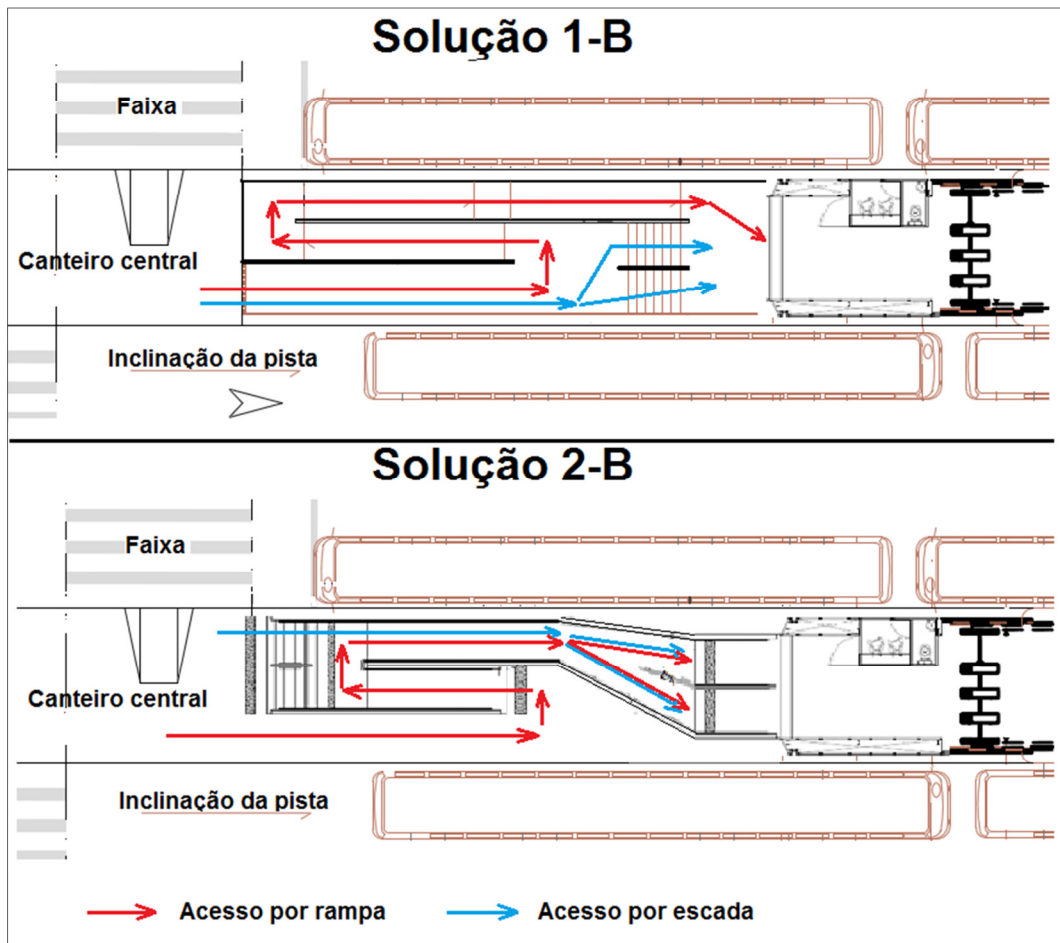 Solução 1-B
Faixa
Canteiro central
Inclinação da pista
Solução 2-B
Faixa
Canteiro central
Inclinação da pista
Acesso por rampa
Acesso por escada